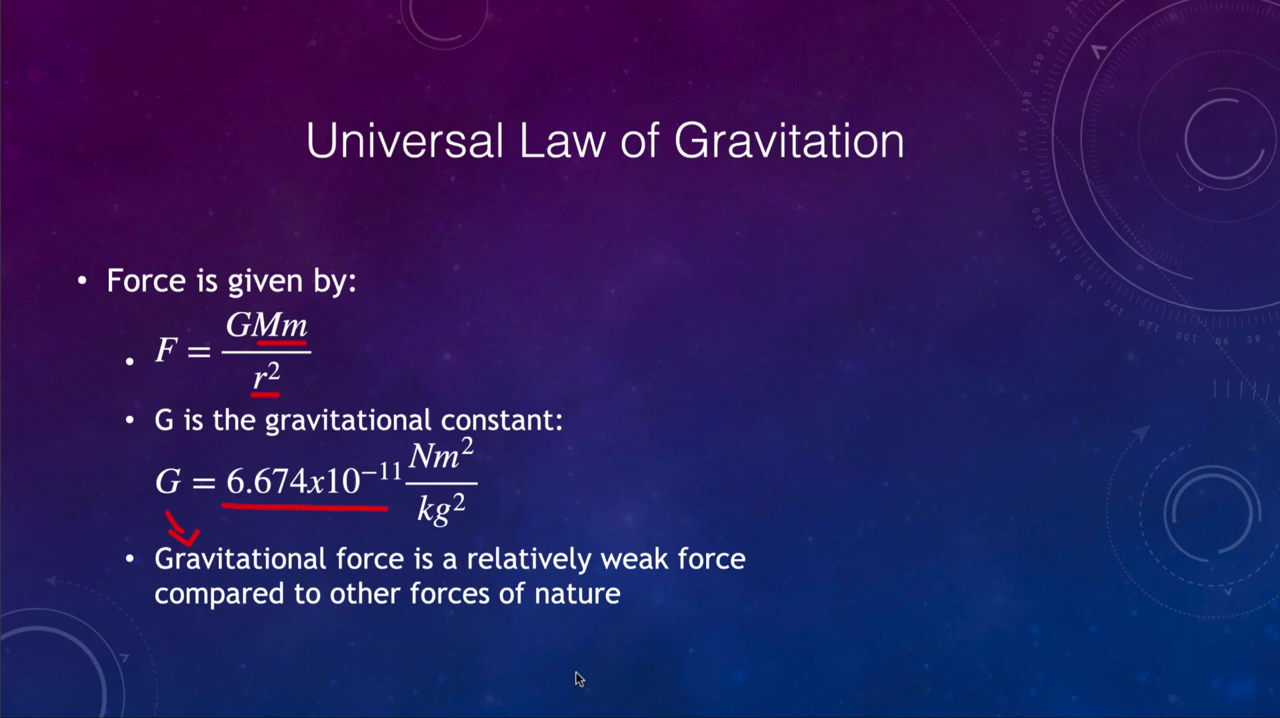 Universal Law of Gravitation
• Force is given by:
• F = GMm / r²
• G is the gravitational constant:
G = 6.674x10⁻¹¹ Nm² / kg²
• Gravitational force is a relatively weak force
compared to other forces of nature